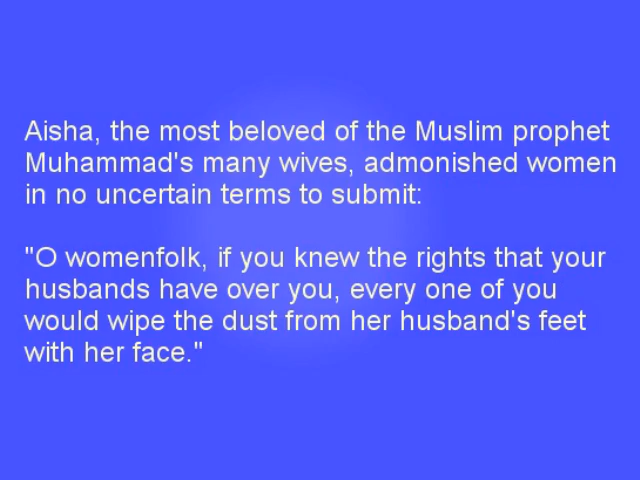 Aisha, the most beloved of the Muslim prophet
Muhammad's many wives, admonished women
in no uncertain terms to submit:
"O womenfolk, if you knew the rights that your
husbands have over you, every one of you
would wipe the dust from her husband's feet
with her face."